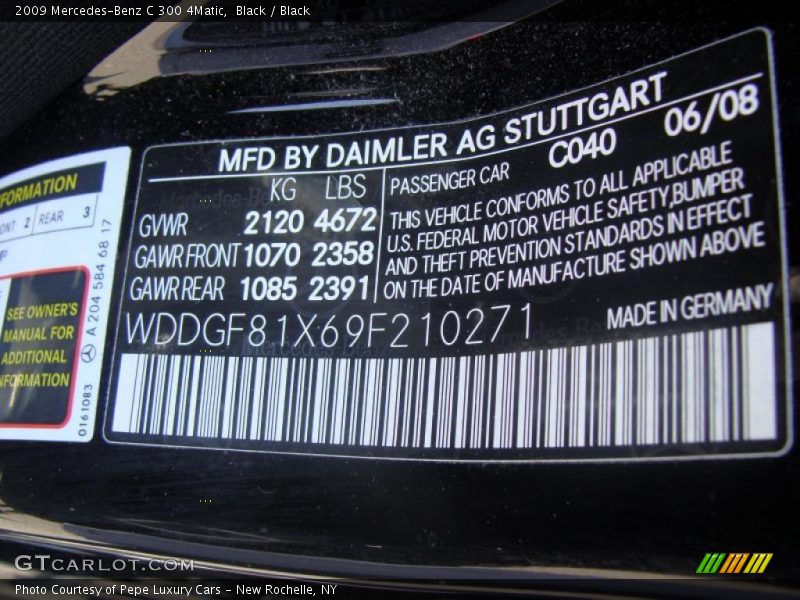 2009 Mercedes-Benz C 300 4Matic,  Black / Black
MFD BY DAIMLER AG STUTTGART
KG LBS
GVWR 2120 4672
GAWR FRONT 1070 2358
GAWR REAR 1085 2391
PASSENGER CAR C040 06/08
THIS VEHICLE CONFORMS TO ALL APPLICABLE
U.S. FEDERAL MOTOR VEHICLE SAFETY,BUMPER
AND THEFT PREVENTION STANDARDS IN EFFECT
ON THE DATE OF MANUFACTURE SHOWN ABOVE
WDDGF81X69F210271
MADE IN GERMANY
2 REAR 3
SEE OWNER'S
MANUAL FOR
ADDITIONAL
INFORMATION
0161083 A 204 584 68 17
GTCARLOT.COM
Photo Courtesy of Pepe Luxury Cars – New Rochelle, NY